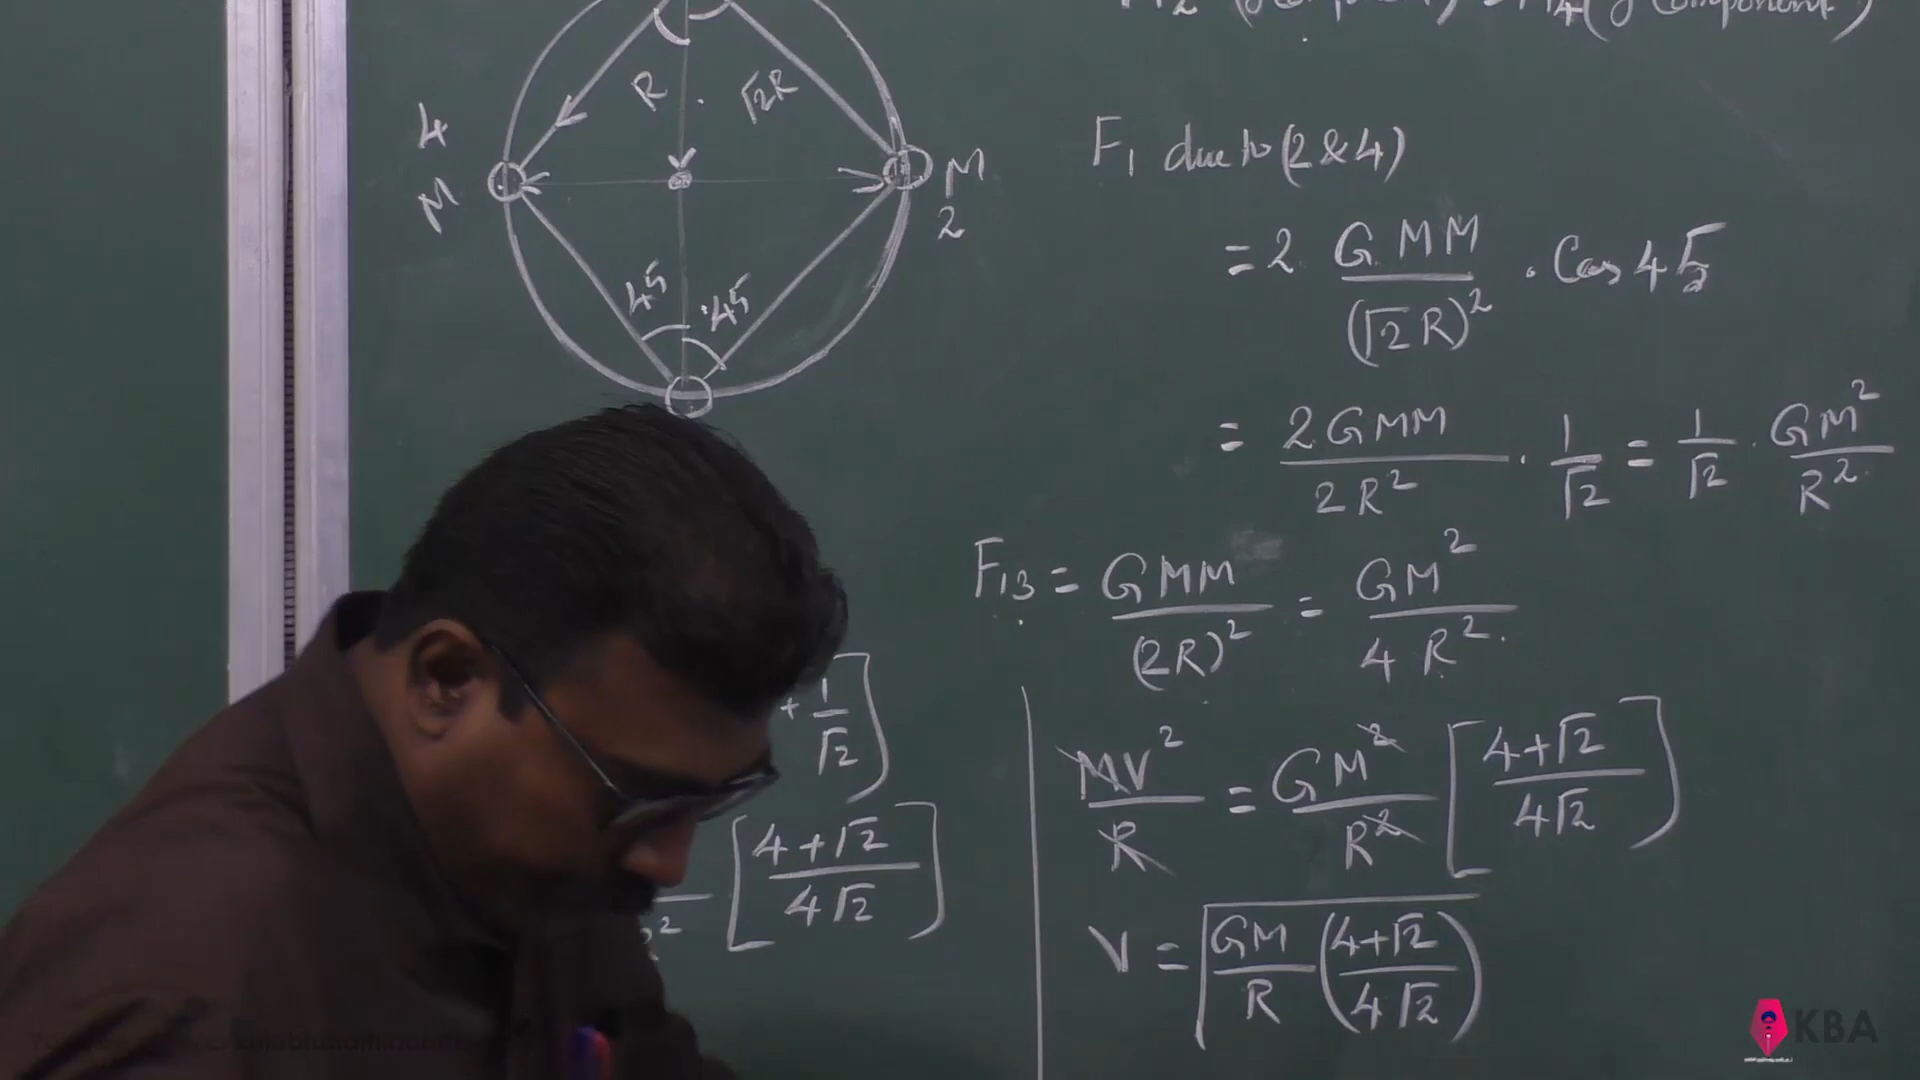 (y component)
R
√2R
4
M
M
2
45
45
F₁ due to (2&4)
= 2 GMM/(√2R)² . Cos 45
= 2GMM/2R² . 1/√2 = 1/√2 . GM²/R²
F₁₃ = GMM/(2R)² = GM²/4R²
+ 1/√2]
[4+√2/4√2]
MV²/R = GM²/R² [4+√2/4√2]
V = √GM/R (4+√2/4√2)
KBA